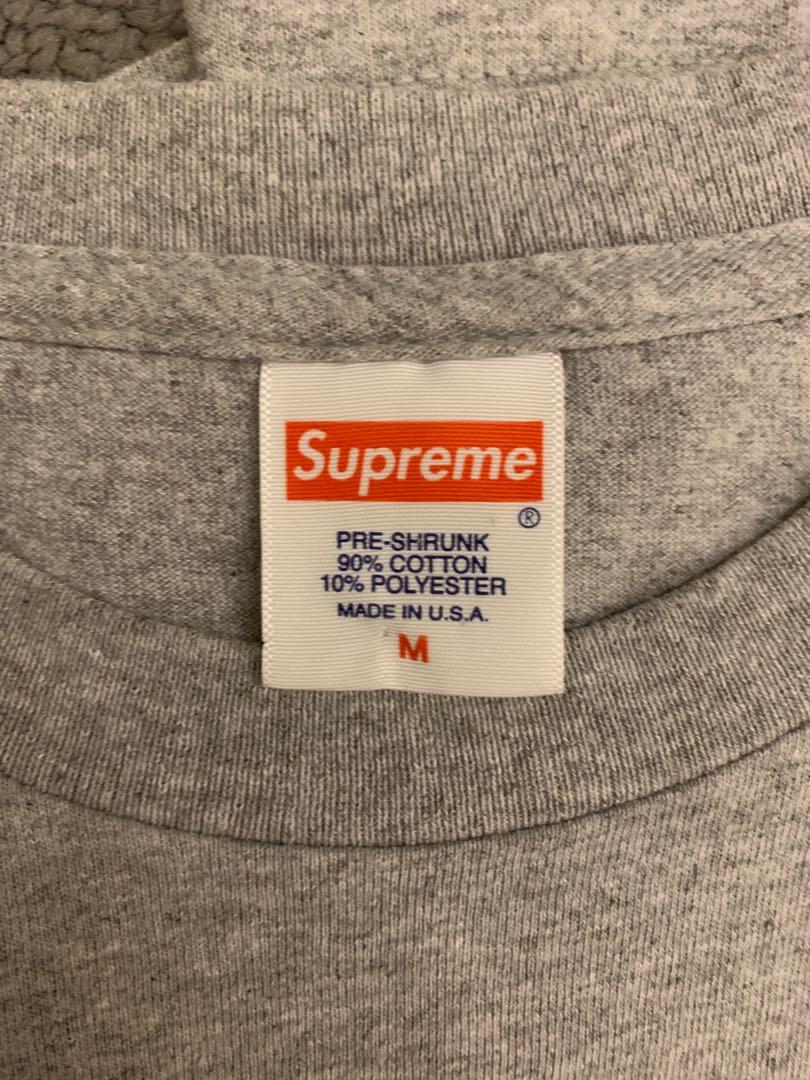 Supreme
®
PRE-SHRUNK
90% COTTON
10% POLYESTER
MADE IN U.S.A.
M